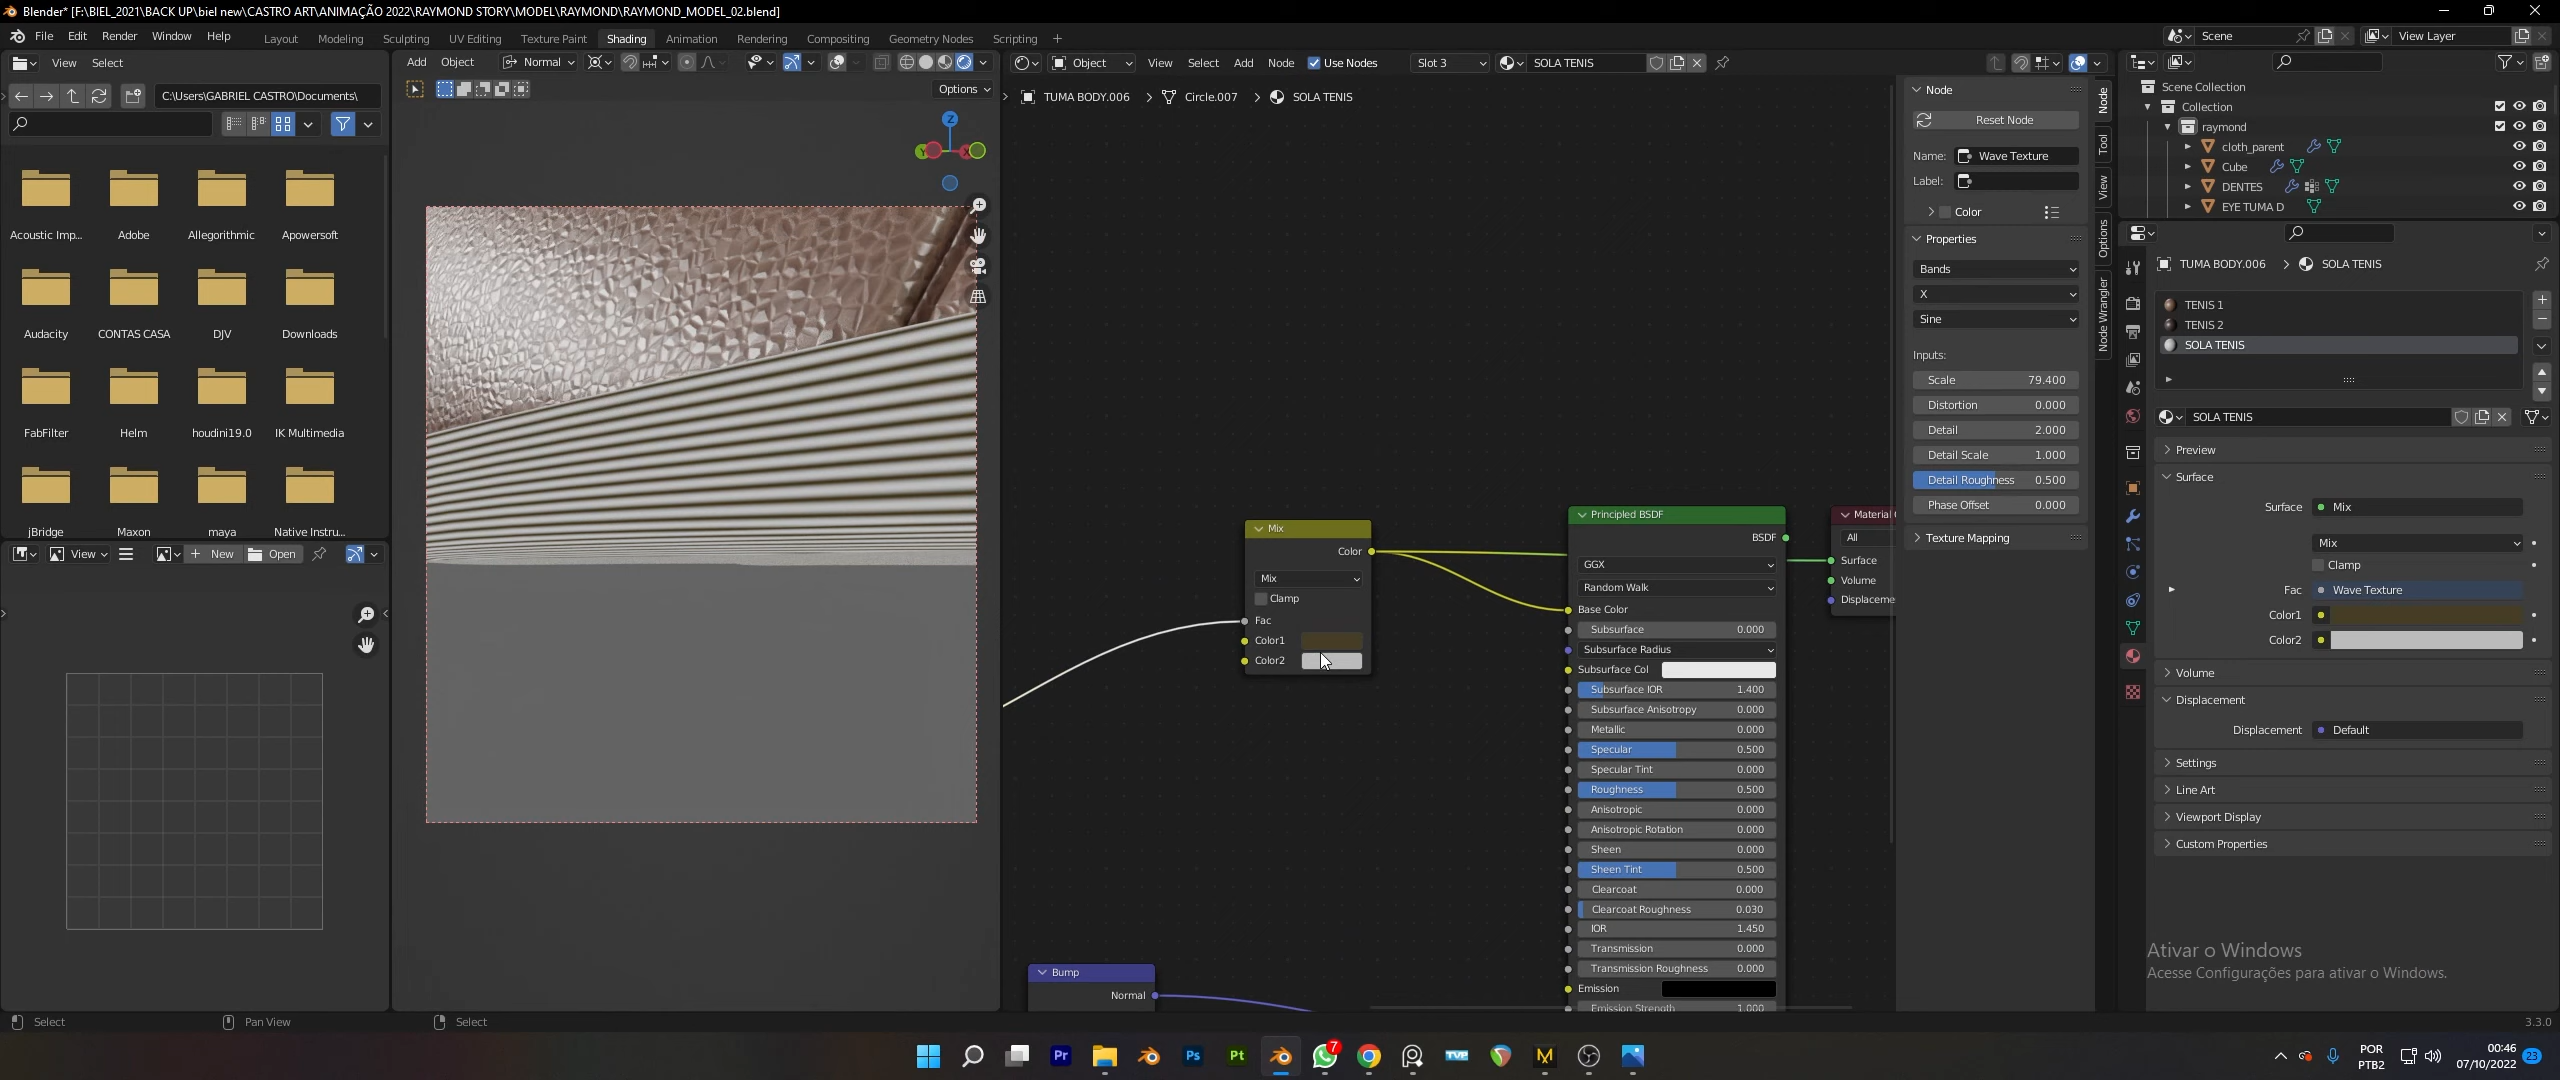 Blender* [F:\BIEL_2021\BACK UP\biel new\CASTRO ART\ANIMAÇÃO 2022\RAYMOND STORY\MODEL\RAYMOND\RAYMOND_MODEL_02.blend]
File Edit Render Window Help Layout Modeling Sculpting UV Editing Texture Paint Shading Animation Rendering Compositing Geometry Nodes Scripting + Scene View Layer
View Select
C:\Users\GABRIEL CASTRO\Documents\
Acoustic Imp... Adobe Allegorithmic Apowersoft
Audacity CONTAS CASA DJV Downloads
FabFilter Helm houdini19.0 IK Multimedia
jBridge Maxon maya Native Instru...
View New Open
Add Object Normal
Options
Z
Y X
Object View Select Add Node Use Nodes Slot 3 SOLA TENIS
TUMA BODY.006 > Circle.007 > SOLA TENIS
Mix
Color
Mix
Clamp
Fac
Color1
Color2
Bump
Normal
Principled BSDF
BSDF
GGX
Random Walk
Base Color
Subsurface 0.000
Subsurface Radius
Subsurface Col
Subsurface IOR 1.400
Subsurface Anisotropy 0.000
Metallic 0.000
Specular 0.500
Specular Tint 0.000
Roughness 0.500
Anisotropic 0.000
Anisotropic Rotation 0.000
Sheen 0.000
Sheen Tint 0.500
Clearcoat 0.000
Clearcoat Roughness 0.030
IOR 1.450
Transmission 0.000
Transmission Roughness 0.000
Emission
Emission Strength 1.000
Material
All
Surface
Volume
Displaceme
Node
Reset Node
Name: Wave Texture
Label:
Color
Properties
Bands
X
Sine
Inputs:
Scale 79.400
Distortion 0.000
Detail 2.000
Detail Scale 1.000
Detail Roughness 0.500
Phase Offset 0.000
Texture Mapping
Node
Tool
View
Options
Node Wrangler
Scene Collection
Collection
raymond
cloth_parent
Cube
DENTES
EYE TUMA D
TUMA BODY.006 > SOLA TENIS
TENIS 1
TENIS 2
SOLA TENIS
SOLA TENIS
Preview
Surface
Surface Mix
Mix
Clamp
Fac Wave Texture
Color1
Color2
Volume
Displacement
Displacement Default
Settings
Line Art
Viewport Display
Custom Properties
Ativar o Windows
Acesse Configurações para ativar o Windows.
Select Pan View Select 3.3.0
Pr Ps Pt 7 TVP
POR
PTB2
00:46
07/10/2022
23